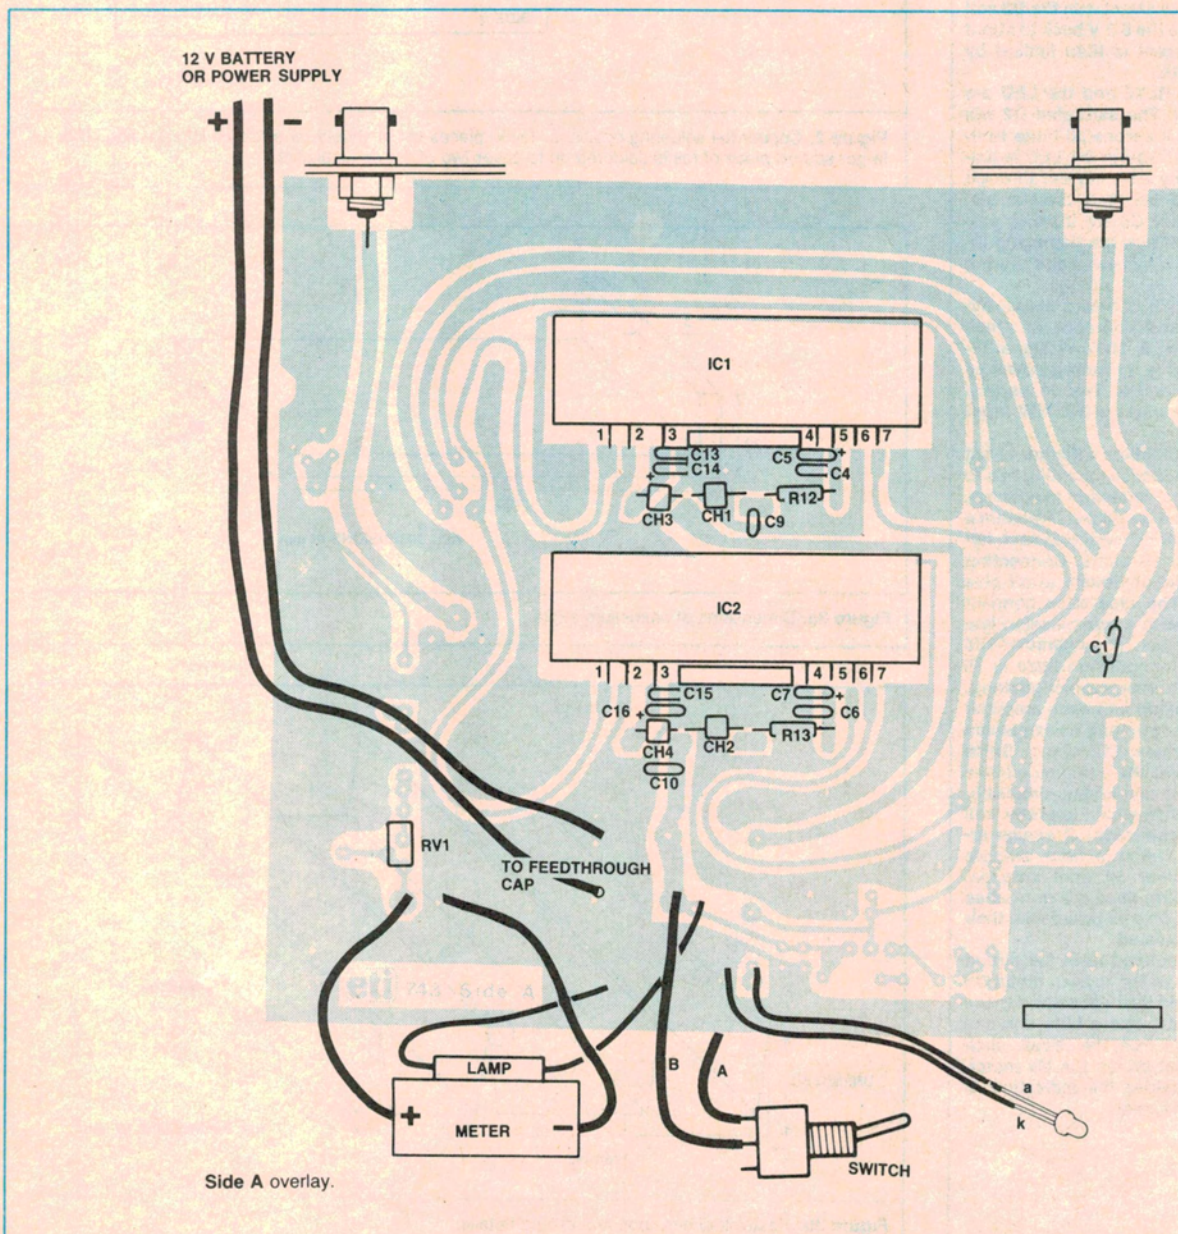 12 V BATTERY
OR POWER SUPPLY
+ −
IC1
1 2 3 4 5 6 7
C13 C5 +
+ C14 C4
CH3 CH1 R12
C9
IC2
1 2 3 4 5 6 7
C1
C15 C7 +
C16 + C6
CH4 CH2 R13
C10
RV1
TO FEEDTHROUGH
CAP
eti 748 Side A
LAMP
B A
+ METER −
a
k
SWITCH
Side A overlay.